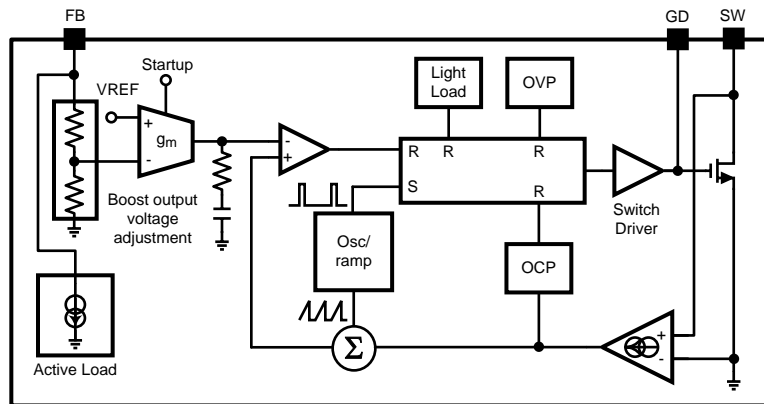 FB
GD
SW
Startup
VREF
+
gm
-
Light
Load
OVP
-
+
R
R
R
S
R
Boost output
voltage
adjustment
Osc/
ramp
OCP
Switch
Driver
Σ
+
-
Active Load